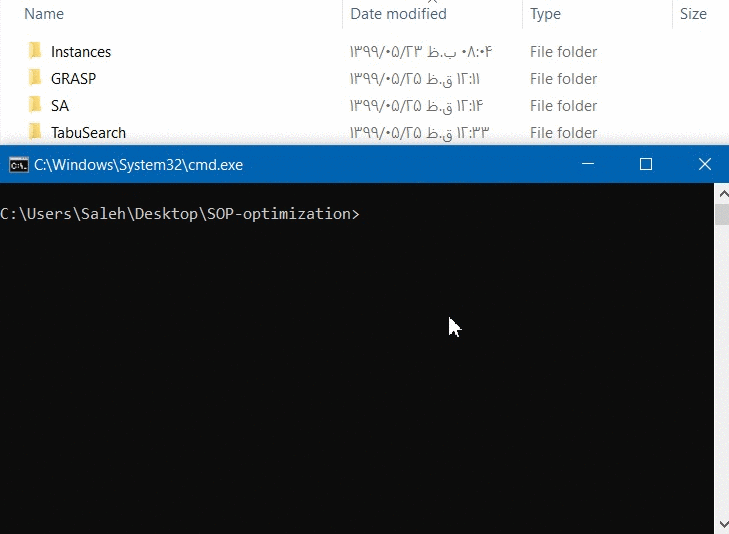 Name Date modified Type Size
Instances ۱۳۹۹/۰۵/۲۳ ب.ظ ۰۸:۰۴ File folder
GRASP ۱۳۹۹/۰۵/۲۵ ق.ظ ۱۲:۱۱ File folder
SA ۱۳۹۹/۰۵/۲۵ ق.ظ ۱۲:۱۴ File folder
TabuSearch ۱۳۹۹/۰۵/۲۵ ق.ظ ۱۲:۳۳ File folder
C:\Windows\System32\cmd.exe
C:\Users\Saleh\Desktop\SOP-optimization>